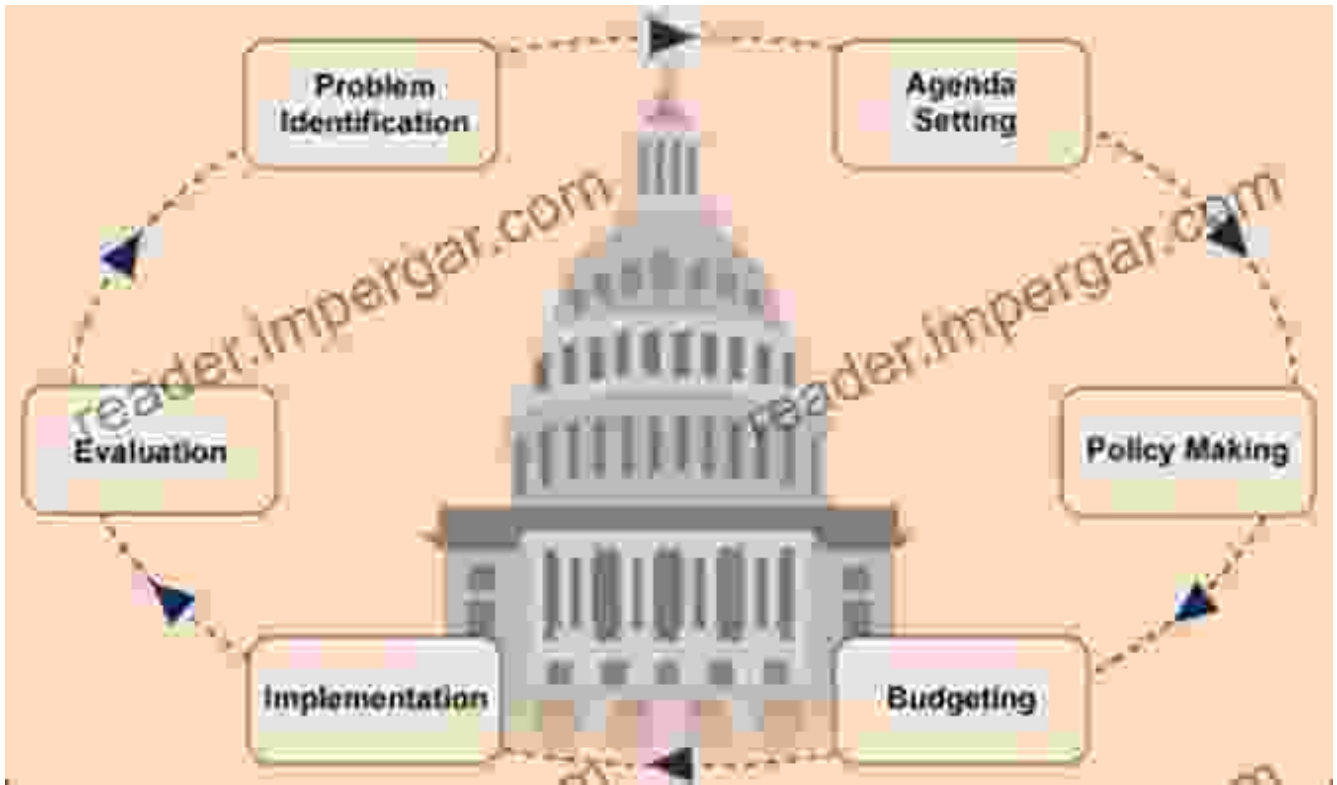 Problem
Identification
Agenda
Setting
reader.impergar.com
reader.impergar.com
Evaluation
Policy Making
Implementation
Budgeting
m
m